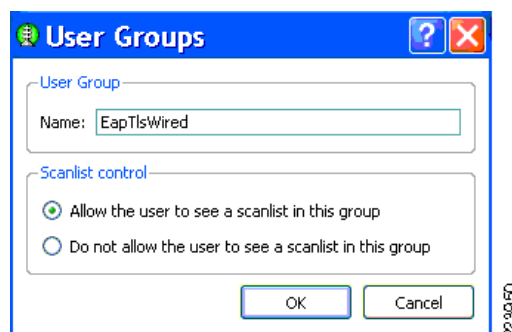 User Groups
User Group
Name: EapTlsWired
Scanlist control
Allow the user to see a scanlist in this group
Do not allow the user to see a scanlist in this group
OK Cancel